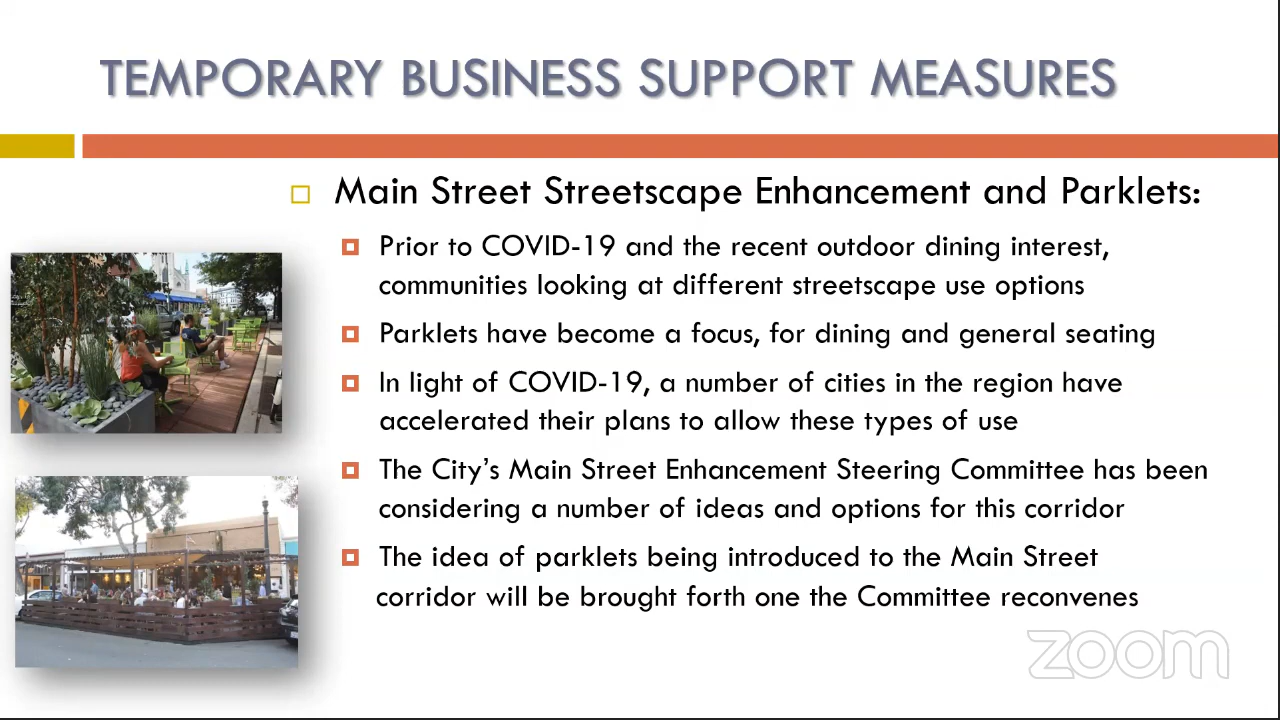 TEMPORARY BUSINESS SUPPORT MEASURES
Main Street Streetscape Enhancement and Parklets:
Prior to COVID-19 and the recent outdoor dining interest,
communities looking at different streetscape use options
Parklets have become a focus, for dining and general seating
In light of COVID-19, a number of cities in the region have
accelerated their plans to allow these types of use
The City's Main Street Enhancement Steering Committee has been
considering a number of ideas and options for this corridor
The idea of parklets being introduced to the Main Street
corridor will be brought forth one the Committee reconvenes
zoom